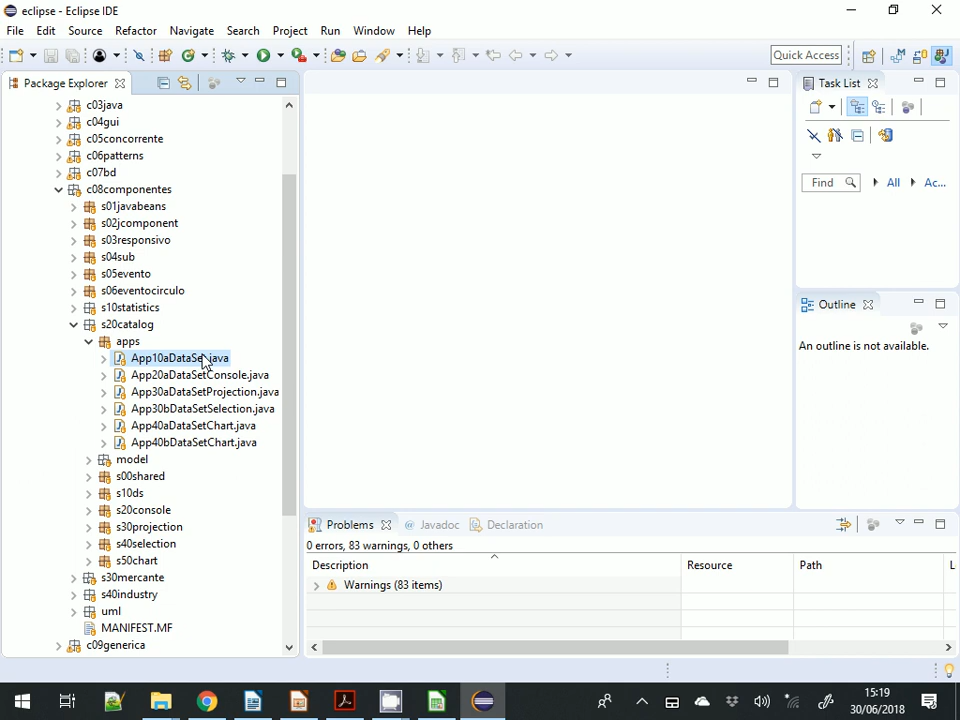 eclipse - Eclipse IDE
File Edit Source Refactor Navigate Search Project Run Window Help
Quick Access
Package Explorer
c03java
c04gui
c05concorrente
c06patterns
c07bd
c08componentes
s01javabeans
s02jcomponent
s03responsivo
s04sub
s05evento
s06eventocirculo
s10statistics
s20catalog
apps
App10aDataSet.java
App20aDataSetConsole.java
App30aDataSetProjection.java
App30bDataSetSelection.java
App40aDataSetChart.java
App40bDataSetChart.java
model
s00shared
s10ds
s20console
s30projection
s40selection
s50chart
s30mercante
s40industry
uml
MANIFEST.MF
c09generica
Task List
Find All Ac...
Outline
An outline is not available.
Problems Javadoc Declaration
0 errors, 83 warnings, 0 others
Description Resource Path L
Warnings (83 items)
15:19
30/06/2018